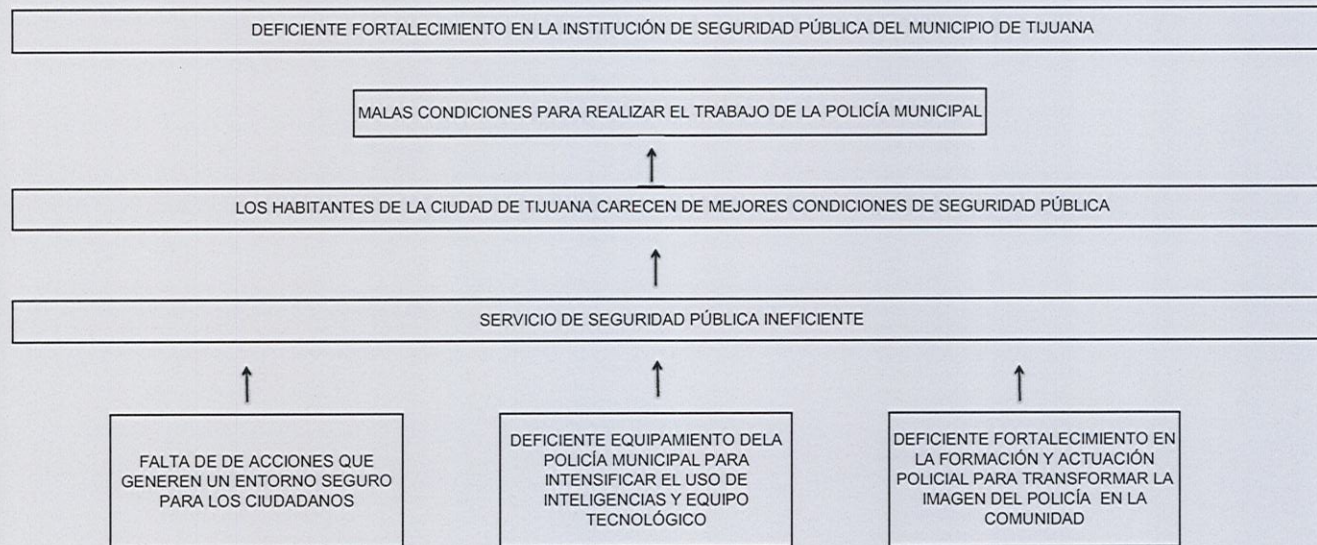 DEFICIENTE FORTALECIMIENTO EN LA INSTITUCIÓN DE SEGURIDAD PÚBLICA DEL MUNICIPIO DE TIJUANA
MALAS CONDICIONES PARA REALIZAR EL TRABAJO DE LA POLICÍA MUNICIPAL
LOS HABITANTES DE LA CIUDAD DE TIJUANA CARECEN DE MEJORES CONDICIONES DE SEGURIDAD PÚBLICA
SERVICIO DE SEGURIDAD PÚBLICA INEFICIENTE
FALTA DE DE ACCIONES QUE
GENEREN UN ENTORNO SEGURO
PARA LOS CIUDADANOS
DEFICIENTE EQUIPAMIENTO DELA
POLICÍA MUNICIPAL PARA
INTENSIFICAR EL USO DE
INTELIGENCIAS Y EQUIPO
TECNOLÓGICO
DEFICIENTE FORTALECIMIENTO EN
LA FORMACIÓN Y ACTUACIÓN
POLICIAL PARA TRANSFORMAR LA
IMAGEN DEL POLICÍA EN LA
COMUNIDAD